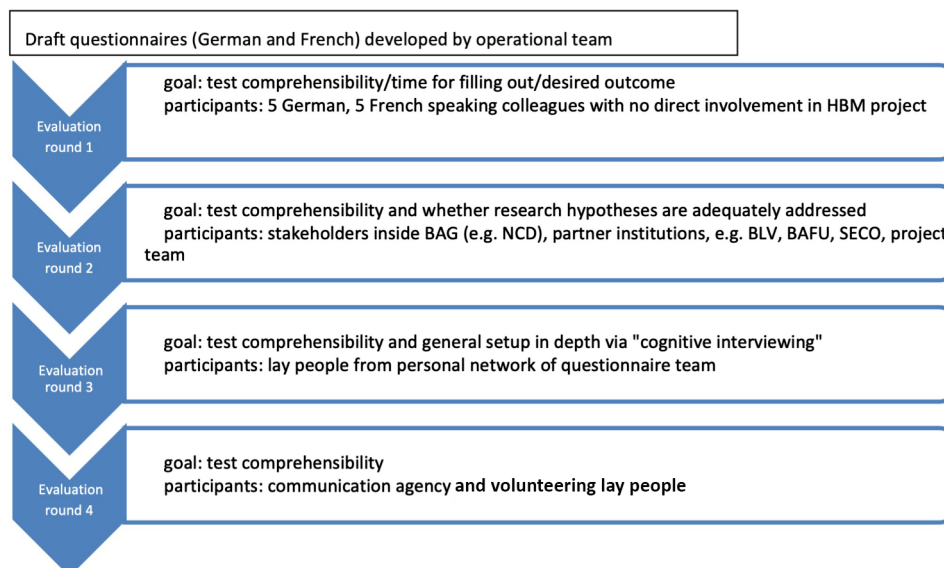 Draft questionnaires (German and French) developed by operational team
Evaluation
round 1
goal: test comprehensibility/time for filling out/desired outcome
participants: 5 German, 5 French speaking colleagues with no direct involvement in HBM project
Evaluation
round 2
goal: test comprehensibility and whether research hypotheses are adequately addressed
participants: stakeholders inside BAG (e.g. NCD), partner institutions, e.g. BLV, BAFU, SECO, project
team
Evaluation
round 3
goal: test comprehensibility and general setup in depth via "cognitive interviewing"
participants: lay people from personal network of questionnaire team
Evaluation
round 4
goal: test comprehensibility
participants: communication agency and volunteering lay people